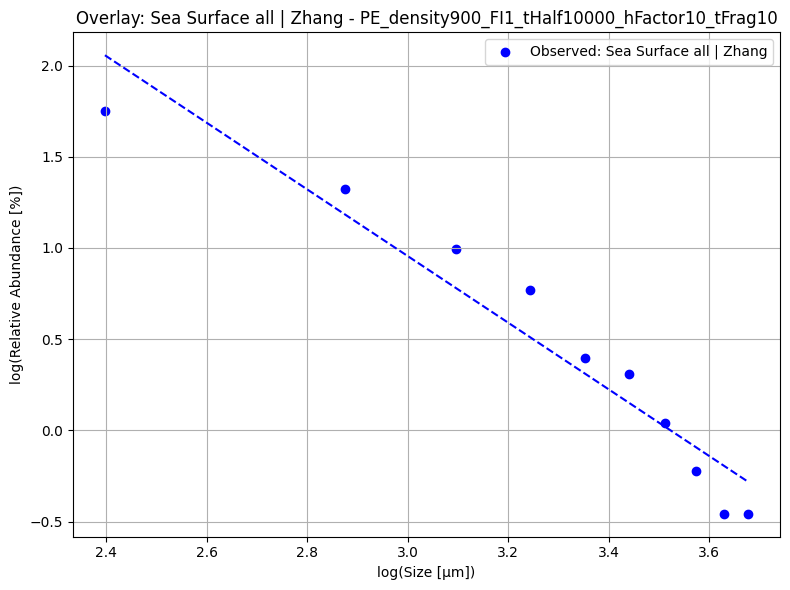 Overlay: Sea Surface all | Zhang - PE_density900_FI1_tHalf10000_hFactor10_tFrag10
Observed: Sea Surface all | Zhang
log(Relative Abundance [%])
2.0
1.5
1.0
0.5
0.0
−0.5
2.4 2.6 2.8 3.0 3.2 3.4 3.6
log(Size [µm])